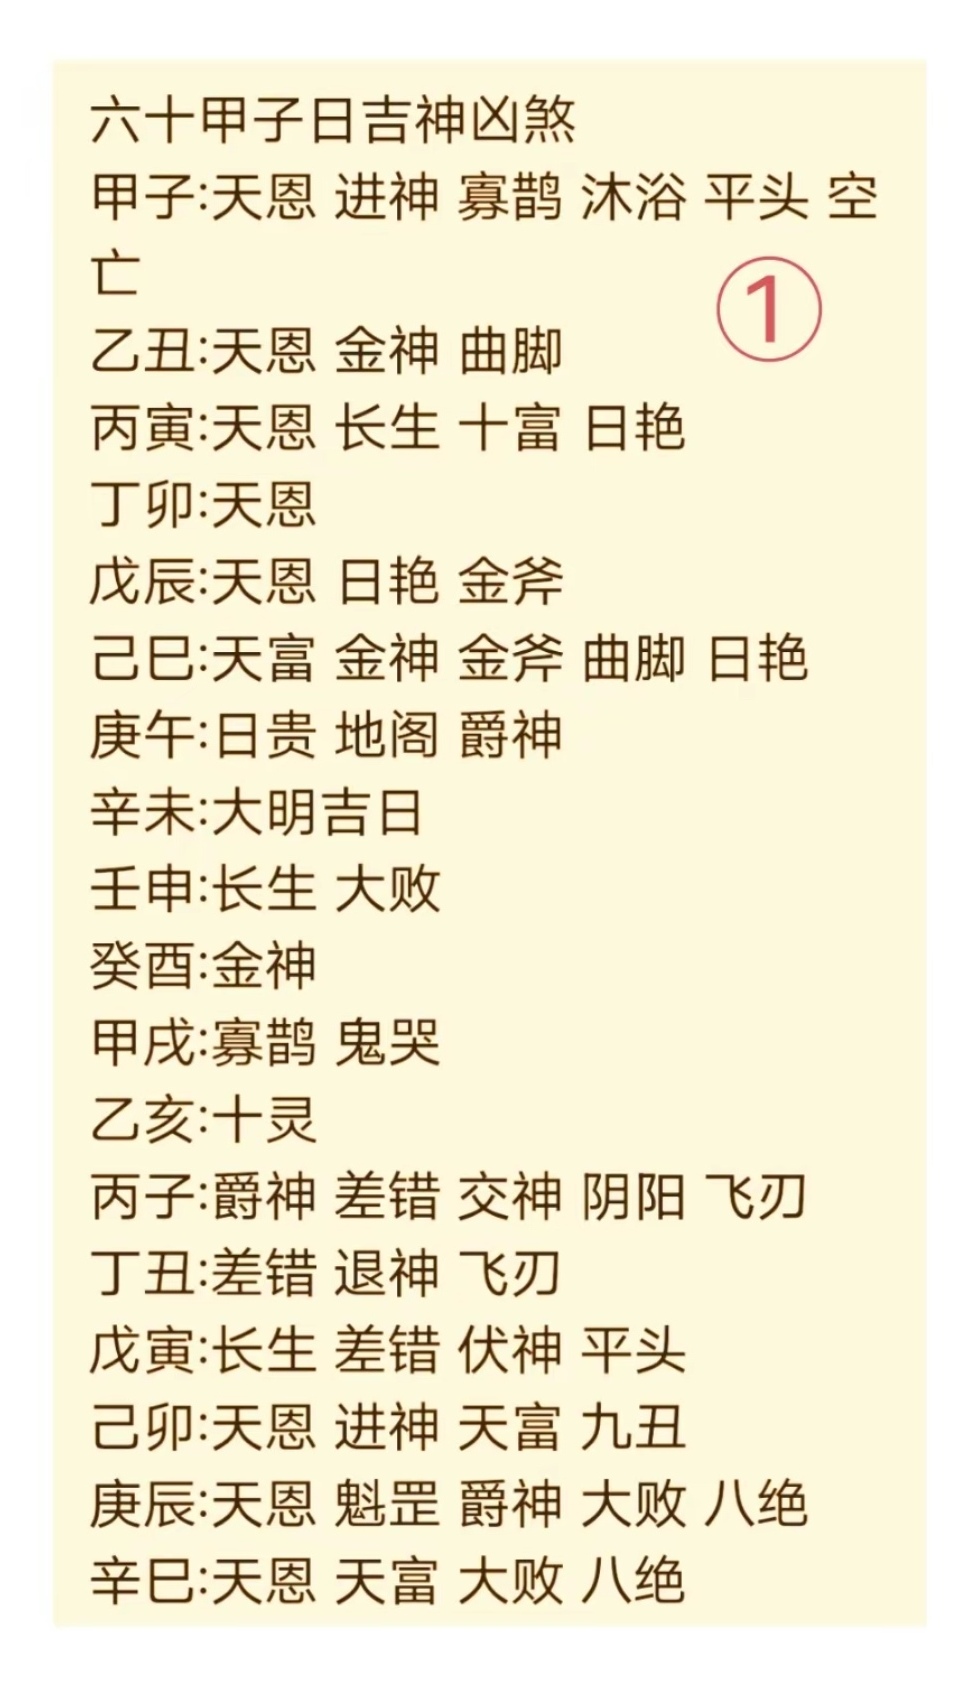 六十甲子日吉神凶煞
甲子:天恩 进神 寡鹊 沐浴 平头 空
亡
①
乙丑:天恩 金神 曲脚
丙寅:天恩 长生 十富 日艳
丁卯:天恩
戊辰:天恩 日艳 金斧
己巳:天富 金神 金斧 曲脚 日艳
庚午:日贵 地阁 爵神
辛未:大明吉日
壬申:长生 大败
癸酉:金神
甲戌:寡鹊 鬼哭
乙亥:十灵
丙子:爵神 差错 交神 阴阳 飞刃
丁丑:差错 退神 飞刃
戊寅:长生 差错 伏神 平头
己卯:天恩 进神 天富 九丑
庚辰:天恩 魁罡 爵神 大败 八绝
辛巳:天恩 天富 大败 八绝